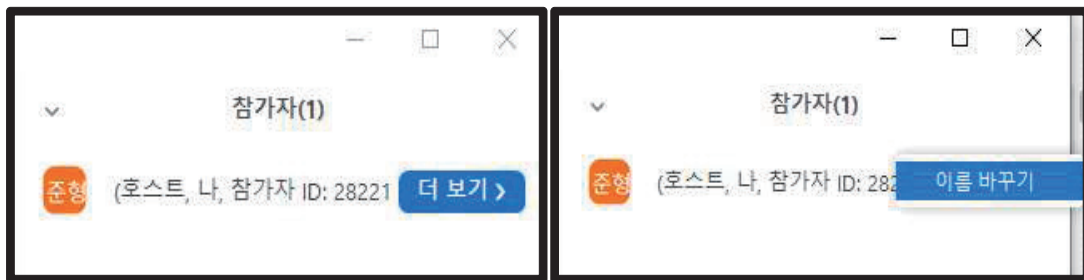 참가자(1)
준형 (호스트, 나, 참가자 ID: 28221 더 보기 >
참가자(1)
준형 (호스트, 나, 참가자 ID: 282 이름 바꾸기